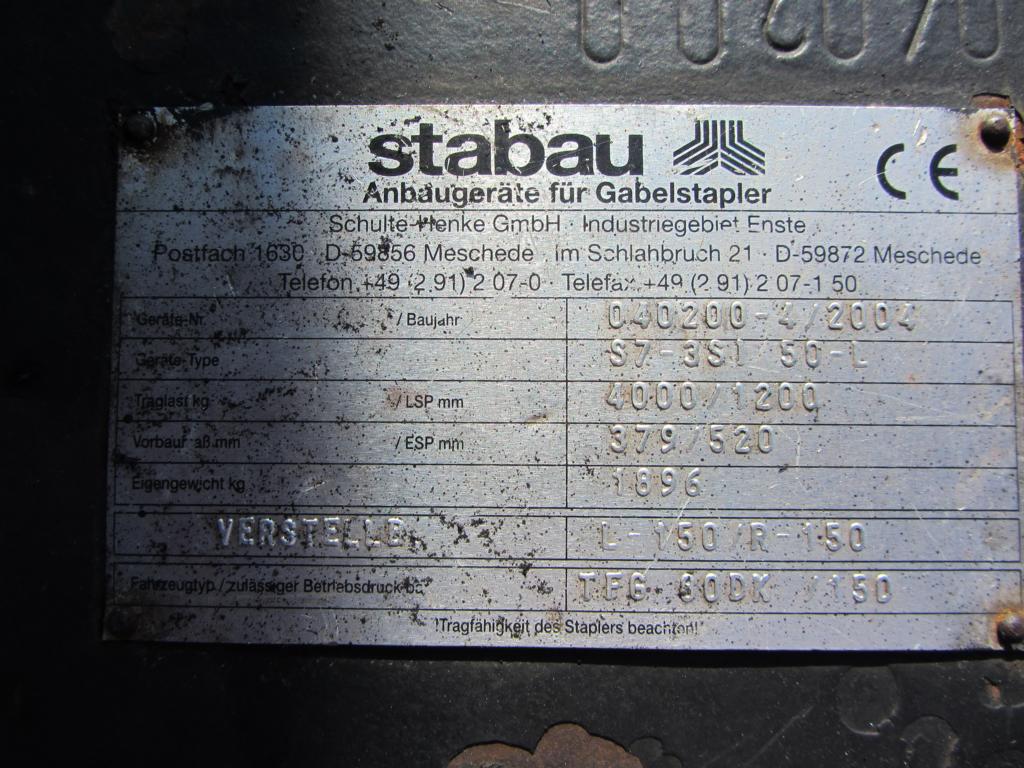 stabau CE
Anbaugeräte für Gabelstapler
Schulte-Henke GmbH · Industriegebiet Enste
Postfach 1630 D-59856 Meschede Im Schlahbruch 21 · D-59872 Meschede
Telefon +49 (2 91) 2 07-0 · Telefax +49 (2 91) 2 07-1 50
Geräte-Nr. / Baujahr 040200-4/2004
Geräte-Type S7-3S1/50-L
Traglast kg / LSP mm 4000/1200
Vorbaumaß mm / ESP mm 379/520
Eigengewicht kg 1896
VERSTELLB. L-150/R-150
Fahrzeugtyp / zulässiger Betriebsdruck bar TFG 60DK /150
!Tragfähigkeit des Staplers beachten!